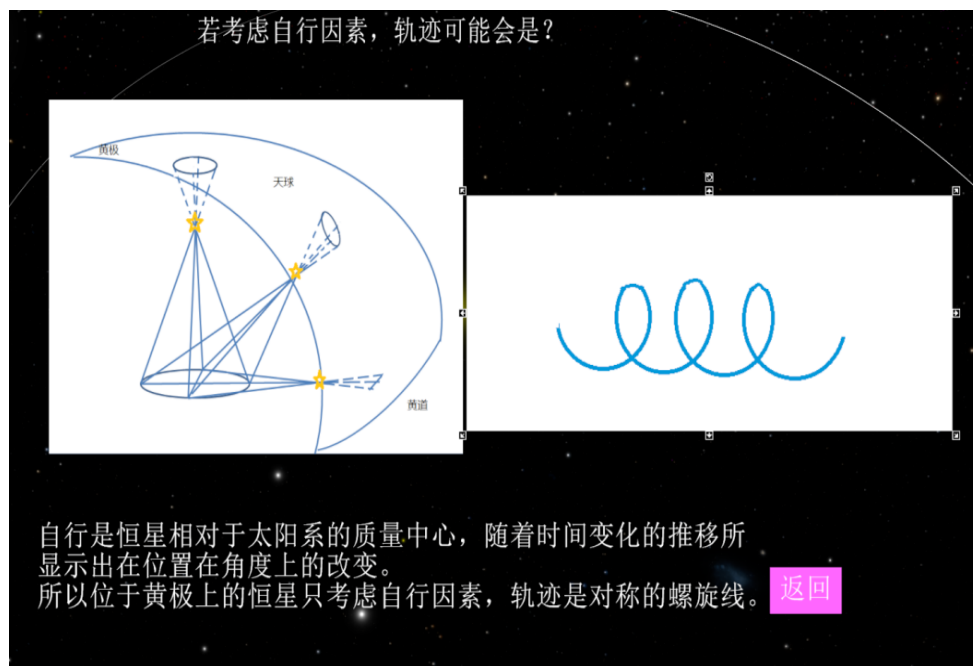 若考虑自行因素，轨迹可能会是？
黄极
天球
黄道
自行是恒星相对于太阳系的质量中心，随着时间变化的推移所
显示出在位置在角度上的改变。
所以位于黄极上的恒星只考虑自行因素，轨迹是对称的螺旋线。
返回